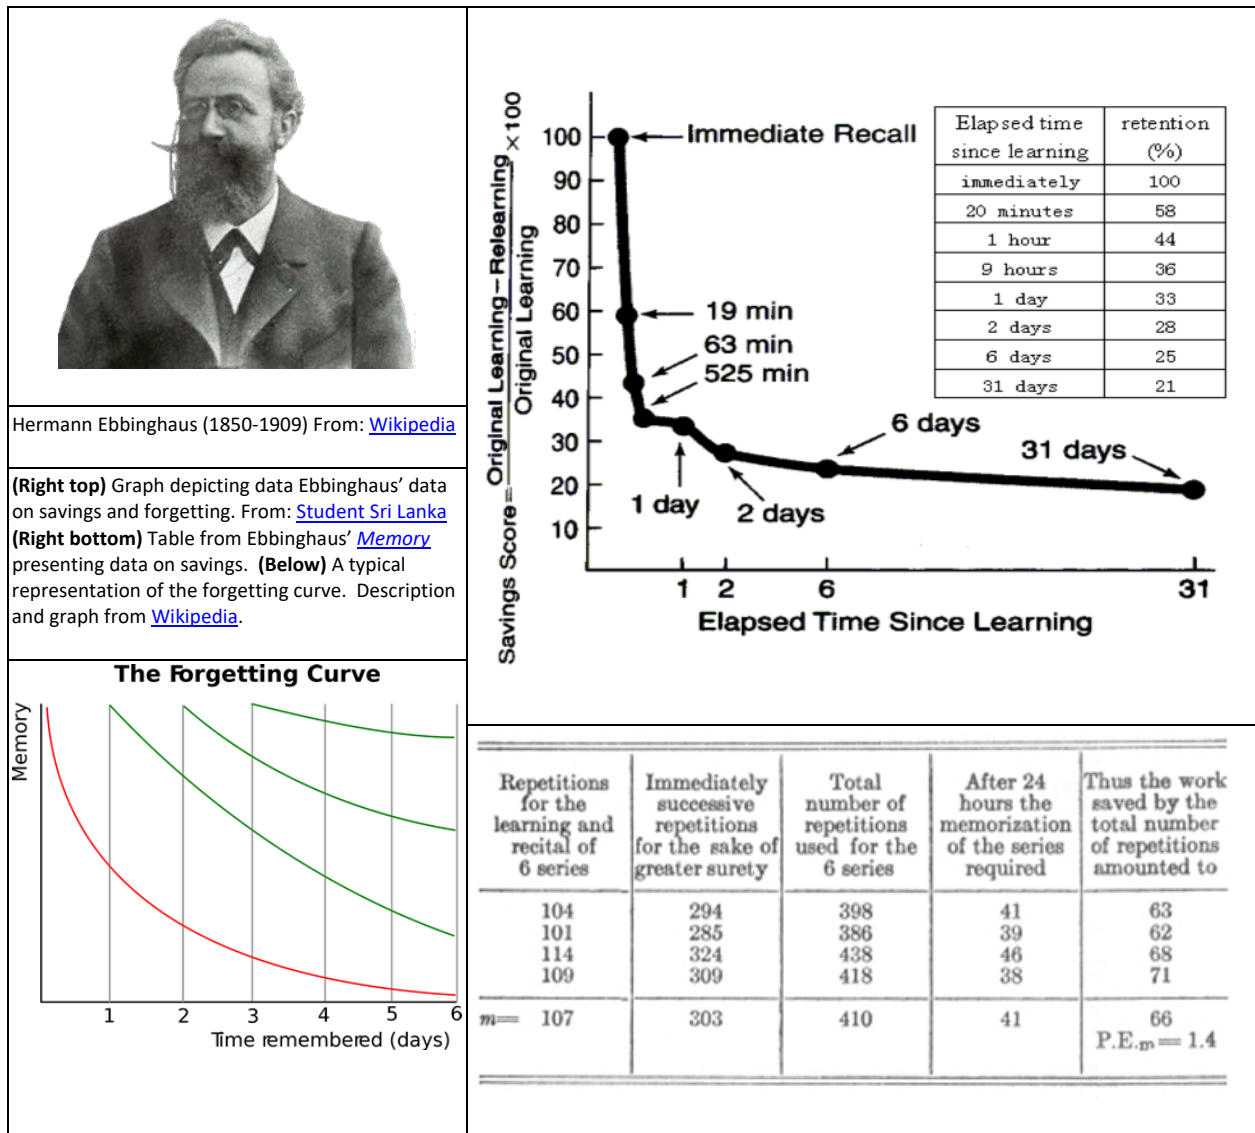 Hermann Ebbinghaus (1850-1909) From: Wikipedia
(Right top) Graph depicting data Ebbinghaus’ data
on savings and forgetting. From: Student Sri Lanka
(Right bottom) Table from Ebbinghaus’ Memory
presenting data on savings. (Below) A typical
representation of the forgetting curve. Description
and graph from Wikipedia.
The Forgetting Curve
Memory
1 2 3 4 5 6
Time remembered (days)
Savings Score= Original Learning – Relearning ×100
Original Learning
100
90
80
70
60
50
40
30
20
10
Immediate Recall
19 min
63 min
525 min
1 day
2 days
6 days
31 days
1 2 6 31
Elapsed Time Since Learning
Elapsed time retention
since learning (%)
immediately 100
20 minutes 58
1 hour 44
9 hours 36
1 day 33
2 days 28
6 days 25
31 days 21
Repetitions Immediately Total After 24 Thus the work
for the successive number of hours the saved by the
learning and repetitions repetitions memorization total number
recital of for the sake of used for the of the series of repetitions
6 series greater surety 6 series required amounted to
104 294 398 41 63
101 285 386 39 62
114 324 438 46 68
109 309 418 38 71
m= 107 303 410 41 66
P.E.m = 1.4